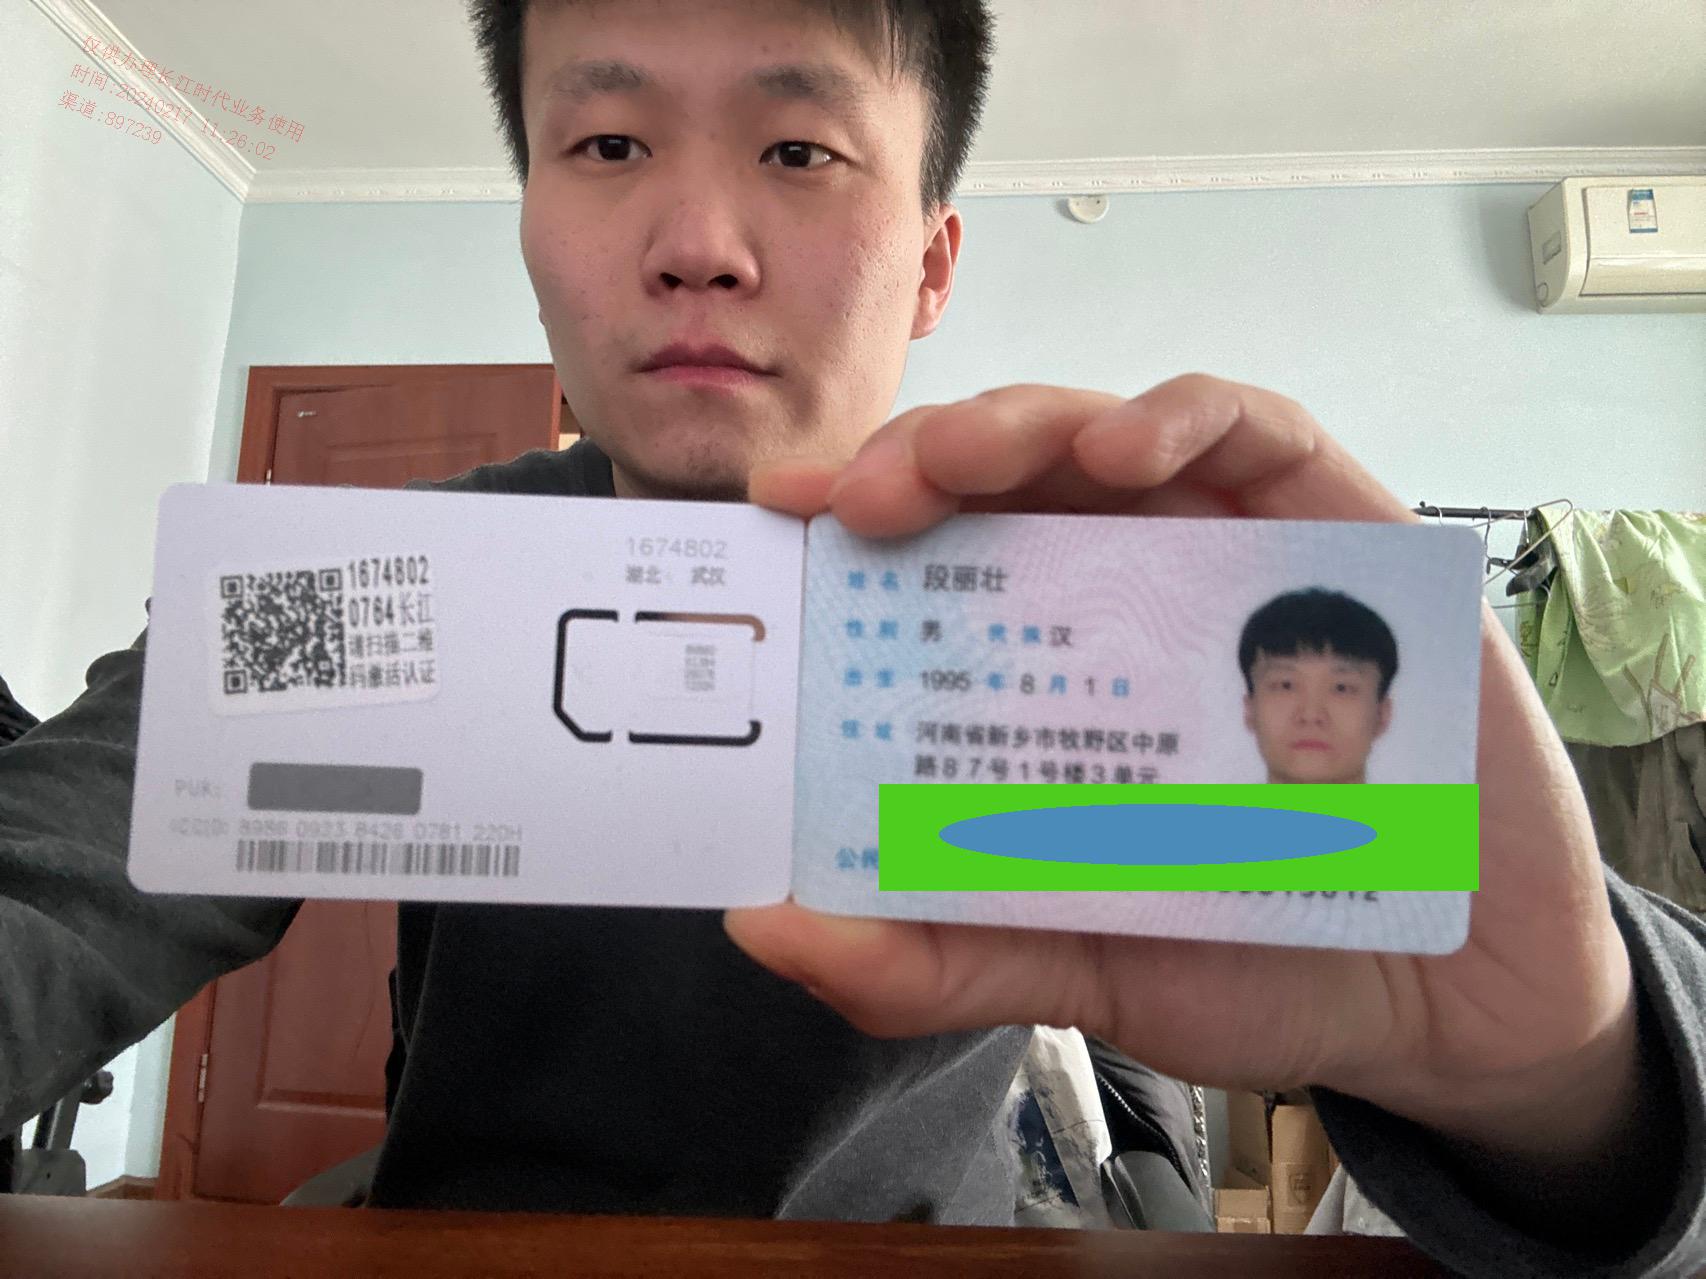 仅供办理长江时代业务使用
时间:20240217 11:26:02
渠道:897239
1674802
0764长江
请扫描二维
码激活认证
1674802
湖北 武汉
PUK:
ICCID: 8986 0933 8426 0781 220H
姓名 段丽壮
性别 男 民族 汉
出生 1995 年 8 月 1 日
住址 河南省新乡市牧野区中原
路87号1号楼3单元
公民